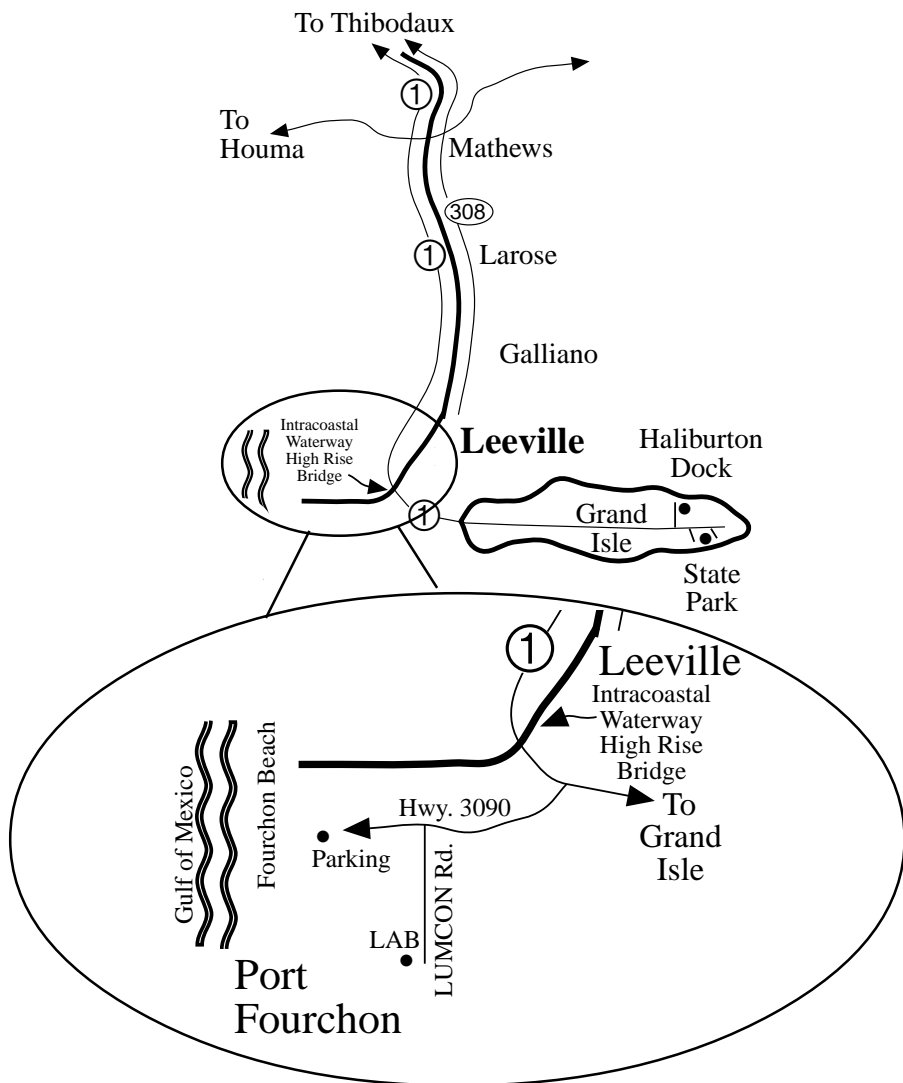 To Thibodaux
1
To
Houma
Mathews
308
1
Larose
Galliano
Intracoastal
Waterway
High Rise
Bridge
Leeville
Haliburton
Dock
1
Grand
Isle
State
Park
1
Leeville
Intracoastal
Waterway
High Rise
Bridge
Gulf of Mexico
Fourchon Beach
Hwy. 3090
To
Grand
Isle
Parking
LUMCON Rd.
LAB
Port
Fourchon